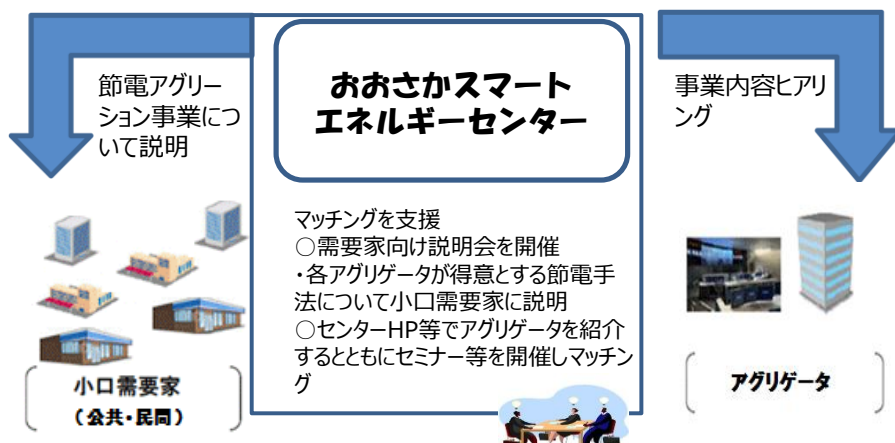 節電アグリー
ション事業につ
いて説明
おおさかスマート
エネルギーセンター
事業内容ヒアリ
ング
マッチングを支援
○需要家向け説明会を開催
・各アグリゲータが得意とする節電手
法について小口需要家に説明
○センターHP等でアグリゲータを紹介
するとともにセミナー等を開催しマッチン
グ
小口需要家
（公共・民間）
アグリゲータ